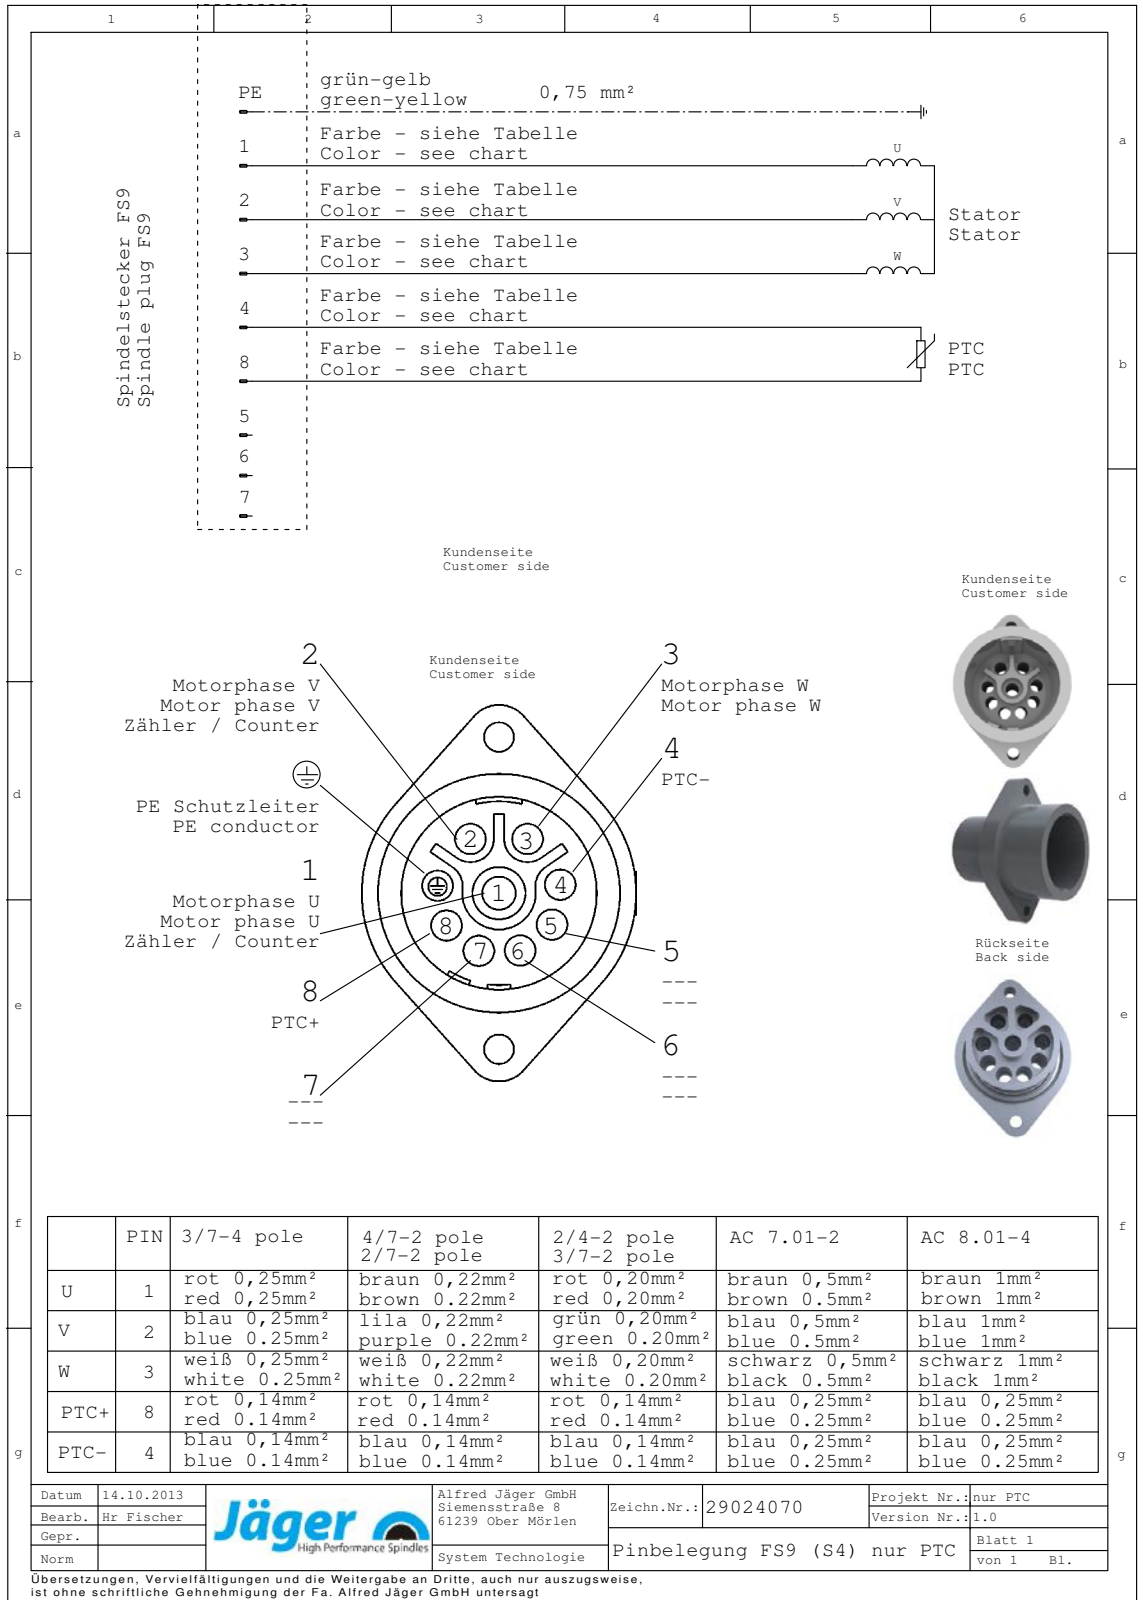 1 2 3 4 5 6
a a
b b
c c
d d
e e
f f
g g
Spindelstecker FS9
Spindle plug FS9
PE
grün-gelb
green-yellow 0,75 mm²
1
Farbe - siehe Tabelle
Color - see chart
U
2
Farbe - siehe Tabelle
Color - see chart
V
Stator
Stator
3
Farbe - siehe Tabelle
Color - see chart
W
4
Farbe - siehe Tabelle
Color - see chart
8
Farbe - siehe Tabelle
Color - see chart
PTC
PTC
5
6
7
Kundenseite
Customer side
Kundenseite
Customer side
Kundenseite
Customer side
2
Motorphase V
Motor phase V
Zähler / Counter
3
Motorphase W
Motor phase W
4
PTC-
PE Schutzleiter
PE conductor
1
Motorphase U
Motor phase U
Zähler / Counter
8
PTC+
7
---
---
5
---
---
6
---
---
2 3
1 4
8 5
7 6
Rückseite
Back side
PIN 3/7-4 pole 4/7-2 pole 2/4-2 pole AC 7.01-2 AC 8.01-4
2/7-2 pole 3/7-2 pole
U 1 rot 0,25mm² braun 0,22mm² rot 0,20mm² braun 0,5mm² braun 1mm²
red 0,25mm² brown 0.22mm² red 0,20mm² brown 0.5mm² brown 1mm²
V 2 blau 0,25mm² lila 0,22mm² grün 0,20mm² blau 0,5mm² blau 1mm²
blue 0.25mm² purple 0.22mm² green 0.20mm² blue 0.5mm² blue 1mm²
W 3 weiß 0,25mm² weiß 0,22mm² weiß 0,20mm² schwarz 0,5mm² schwarz 1mm²
white 0.25mm² white 0.22mm² white 0.20mm² black 0.5mm² black 1mm²
PTC+ 8 rot 0,14mm² rot 0,14mm² rot 0,14mm² blau 0,25mm² blau 0,25mm²
red 0.14mm² red 0.14mm² red 0.14mm² blue 0.25mm² blue 0.25mm²
PTC- 4 blau 0,14mm² blau 0,14mm² blau 0,14mm² blau 0,25mm² blau 0,25mm²
blue 0.14mm² blue 0.14mm² blue 0.14mm² blue 0.25mm² blue 0.25mm²
Datum 14.10.2013
Bearb. Hr Fischer
Gepr.
Norm
Jäger
High Performance Spindles
Alfred Jäger GmbH
Siemensstraße 8
61239 Ober Mörlen
System Technologie
Zeichn.Nr.: 29024070
Pinbelegung FS9 (S4) nur PTC
Projekt Nr.: nur PTC
Version Nr.: 1.0
Blatt 1
von 1 Bl.
Übersetzungen, Vervielfältigungen und die Weitergabe an Dritte, auch nur auszugsweise,
ist ohne schriftliche Gehnehmigung der Fa. Alfred Jäger GmbH untersagt